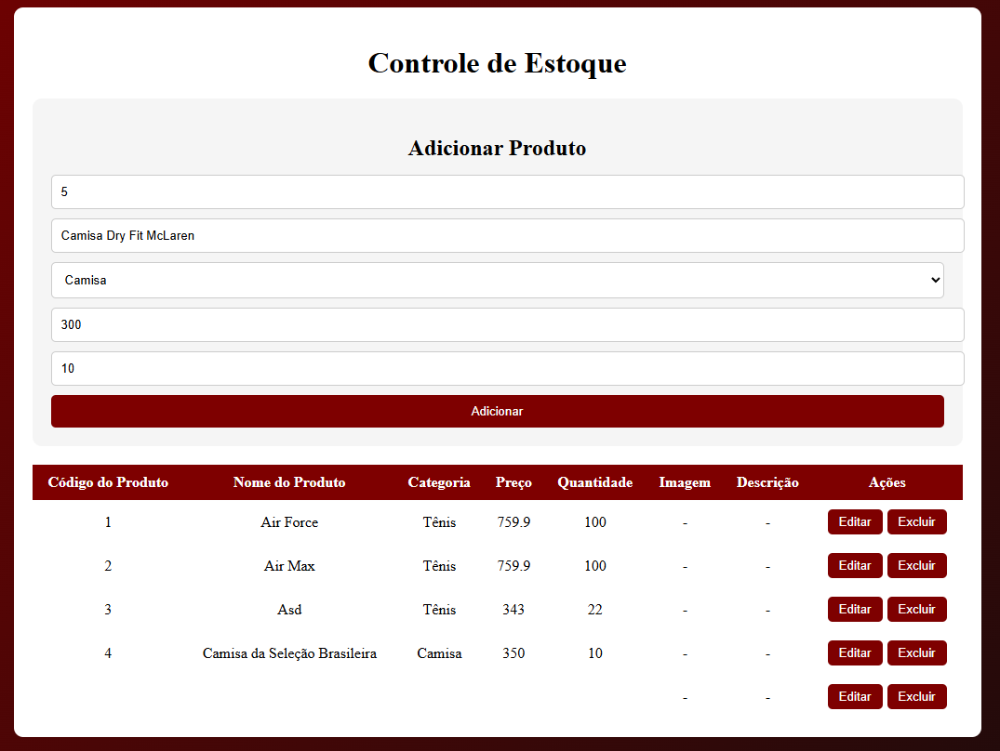 Controle de Estoque
Adicionar Produto
5
Camisa Dry Fit McLaren
Camisa
300
10
Adicionar
Código do Produto Nome do Produto Categoria Preço Quantidade Imagem Descrição Ações
1 Air Force Tênis 759.9 100 - - Editar Excluir
2 Air Max Tênis 759.9 100 - - Editar Excluir
3 Asd Tênis 343 22 - - Editar Excluir
4 Camisa da Seleção Brasileira Camisa 350 10 - - Editar Excluir
- - Editar Excluir